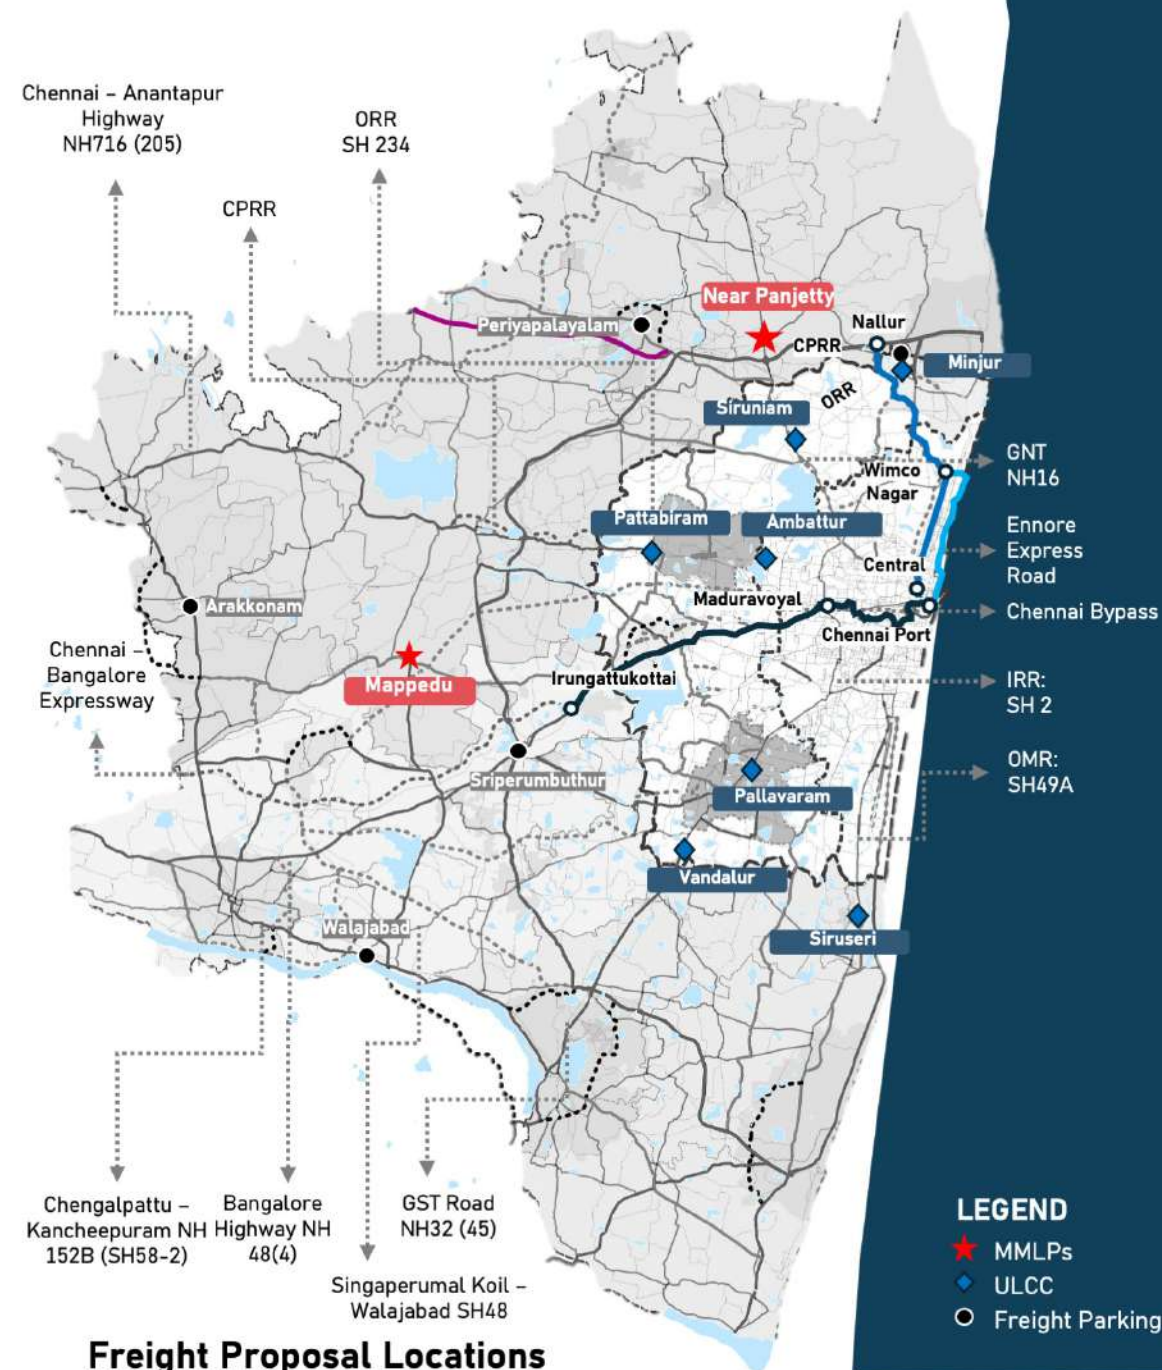 Chennai – Anantapur
Highway
NH716 (205)
ORR
SH 234
CPRR
Near Panjetty
Periyapalayalam
Nallur
CPRR
Minjur
ORR
Siruniam
GNT
NH16
Wimco
Nagar
Pattabiram
Ambattur
Ennore
Express
Road
Central
Arakkonam
Maduravoyal
Chennai Bypass
Chennai Port
Chennai –
Bangalore
Expressway
Mappedu
Irungattukottai
IRR:
SH 2
Sriperumbuthur
OMR:
SH49A
Pallavaram
Vandalur
Walajabad
Siruseri
Chengalpattu –
Kancheepuram NH
152B (SH58-2)
Bangalore
Highway NH
48(4)
GST Road
NH32 (45)
Singaperumal Koil –
Walajabad SH48
LEGEND
MMLPs
ULCC
Freight Parking
Freight Proposal Locations